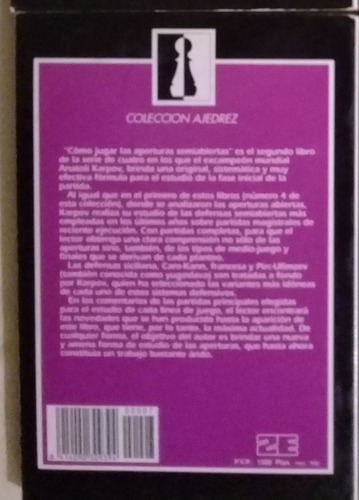 COLECCION AJEDREZ
"Cómo jugar las aperturas semiabiertas" es el segundo libro
de la serie de cuatro en los que el excampeón mundial
Anatoli Karpov, brinda una original, sistemática y muy
efectiva fórmula para el estudio de la fase inicial de la
partida.
Al igual que en el primero de estos libros (número 4 de
esta colección), donde se analizaron las aperturas abiertas,
Karpov realiza su estudio de las defensas semiabiertas más
empleadas en los últimos años sobre partidas magistrales de
reciente ejecución. Con partidas completas, para que el
lector obtenga una clara comprensión no sólo de las
aperturas sino, también, de los tipos de medio-juego y
finales que se derivan de cada planteo.
Las defensas siciliana, Caro-Kann, francesa y Pirc-Ufimpev
(también conocida como yugoslava) son tratadas a fondo
por Karpov, quien ha seleccionado las variantes más idóneas
de cada uno de esos sistemas defensivos.
En los comentarios de las partidas principales elegidas
para el estudio de cada línea de juego, el lector encontrará
las novedades que se han producido hasta la aparición de
este libro, que tiene, por lo tanto, la máxima actualidad. De
cualquier forma, el objetivo del autor es brindar una nueva
y amena forma de estudio de las aperturas, que hasta ahora
constituía un trabajo bastante árido.
00007
P.V.P.: 1300 Ptas.